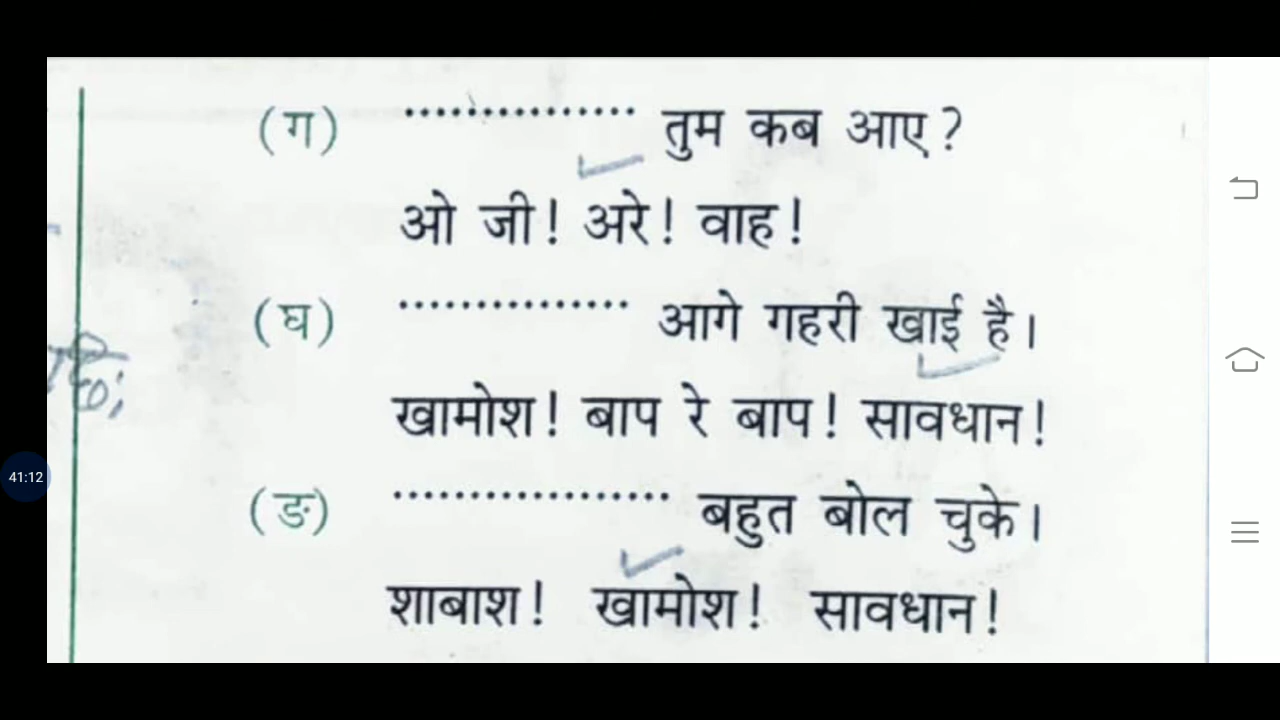 (ग) ............... तुम कब आए?
ओ जी! अरे! वाह!
(घ) ............... आगे गहरी खाई है।
खामोश! बाप रे बाप! सावधान!
41:12
(ङ) .................. बहुत बोल चुके।
शाबाश! खामोश! सावधान!